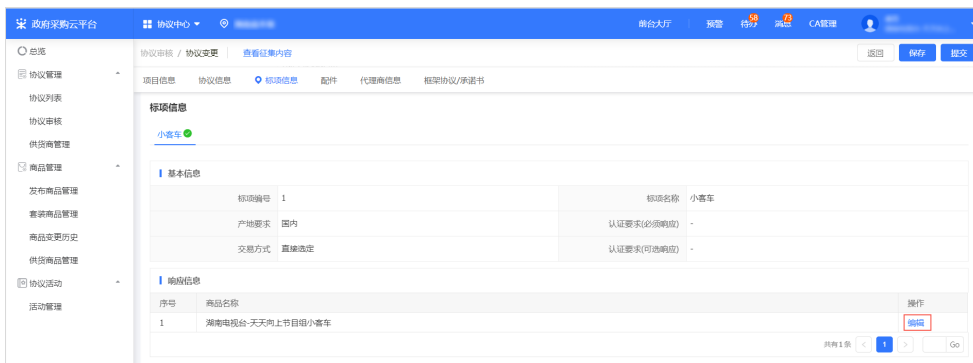 政府采购云平台 协议中心 前台大厅 预警 待办 58 消息 73 CA管理
总览 协议审核 / 协议变更 查看征集内容 返回 保存 提交
协议管理 项目信息 协议信息 标项信息 配件 代理商信息 框架协议/承诺书
协议列表 标项信息
协议审核 小客车
供货商管理
商品管理 基本信息
发布商品管理 标项编号 1 标项名称 小客车
套装商品管理
商品变更历史 产地要求 国内 认证要求(必须响应) -
供货商品管理 交易方式 直接选定 认证要求(可选响应) -
协议活动 响应信息
活动管理 序号 商品名称 操作
1 湖南电视台-天天向上节目组小客车 编辑
共有1条 < 1 > Go